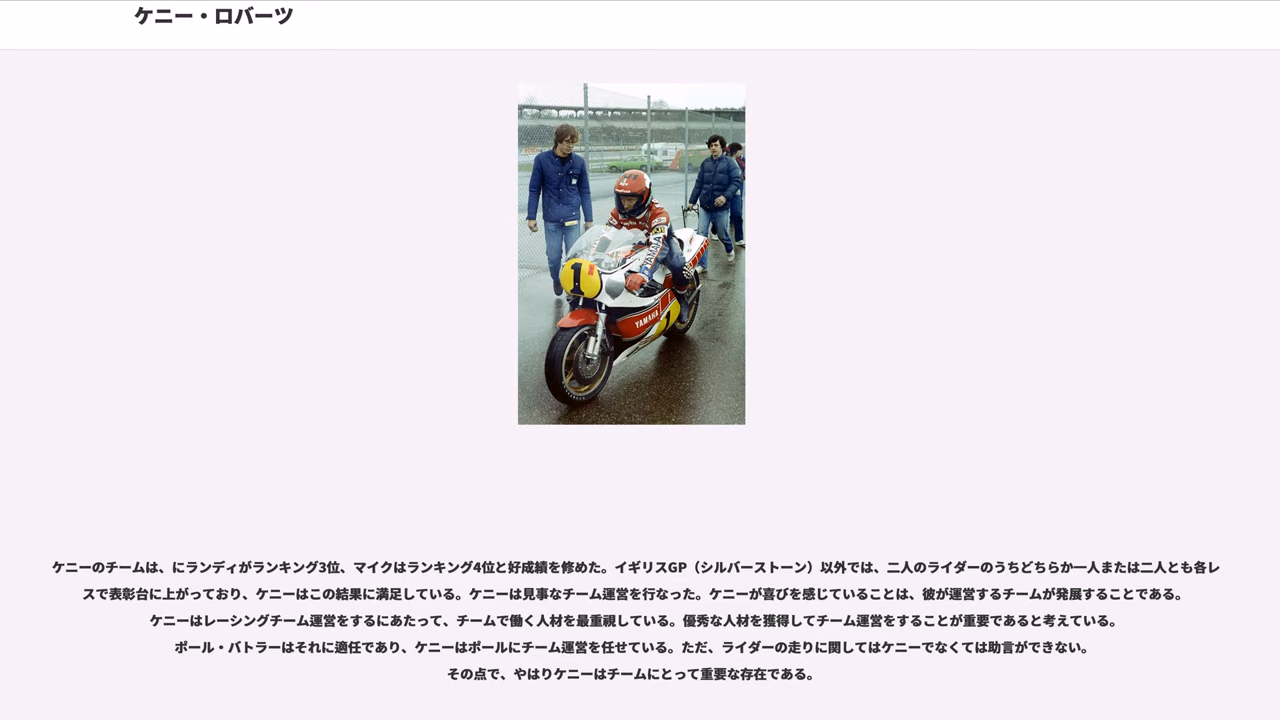 ケニー・ロバーツ
1
YAMAHA
YAMAHA
ケニーのチームは、にランディがランキング3位、マイクはランキング4位と好成績を修めた。イギリスGP（シルバーストーン）以外では、二人のライダーのうちどちらか一人または二人とも各レ
スで表彰台に上がっており、ケニーはこの結果に満足している。ケニーは見事なチーム運営を行なった。ケニーが喜びを感じていることは、彼が運営するチームが発展することである。
ケニーはレーシングチーム運営をするにあたって、チームで働く人材を最重視している。優秀な人材を獲得してチーム運営をすることが重要であると考えている。
ポール・バトラーはそれに適任であり、ケニーはポールにチーム運営を任せている。ただ、ライダーの走りに関してはケニーでなくては助言ができない。
その点で、やはりケニーはチームにとって重要な存在である。